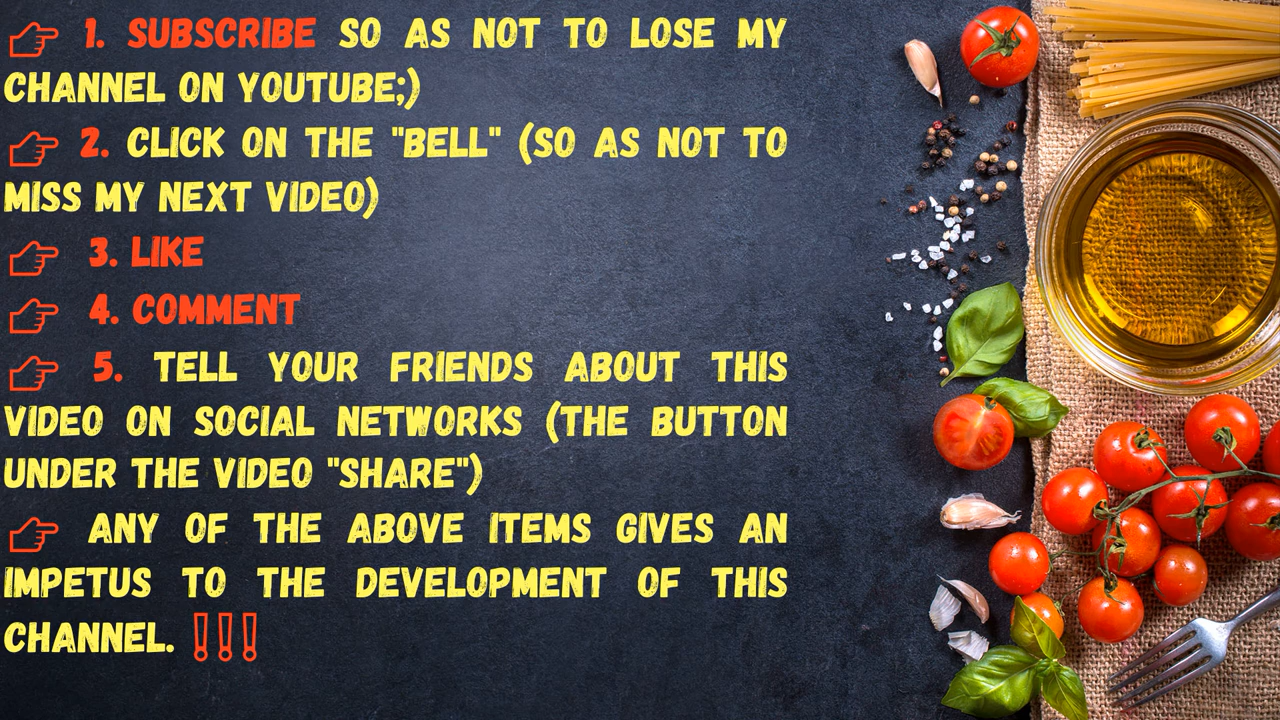 👉 1. SUBSCRIBE SO AS NOT TO LOSE MY
CHANNEL ON YOUTUBE;)
👉 2. CLICK ON THE "BELL" (SO AS NOT TO
MISS MY NEXT VIDEO)
👉 3. LIKE
👉 4. COMMENT
👉 5. TELL YOUR FRIENDS ABOUT THIS
VIDEO ON SOCIAL NETWORKS (THE BUTTON
UNDER THE VIDEO "SHARE")
👉 ANY OF THE ABOVE ITEMS GIVES AN
IMPETUS TO THE DEVELOPMENT OF THIS
CHANNEL. ❗❗❗